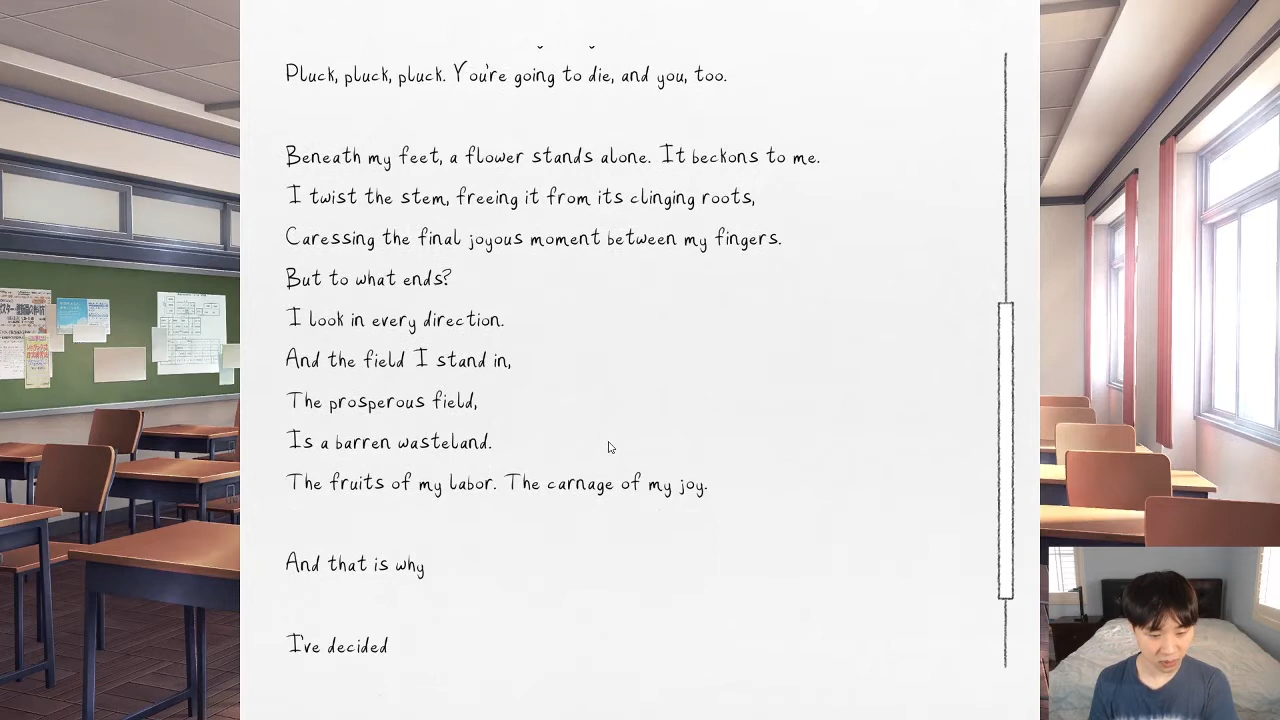 Pluck, pluck, pluck. You're going to die, and you, too.
Beneath my feet, a flower stands alone. It beckons to me.
I twist the stem, freeing it from its clinging roots,
Caressing the final joyous moment between my fingers.
But to what ends?
I look in every direction.
And the field I stand in,
The prosperous field,
Is a barren wasteland.
The fruits of my labor. The carnage of my joy.
And that is why
I've decided